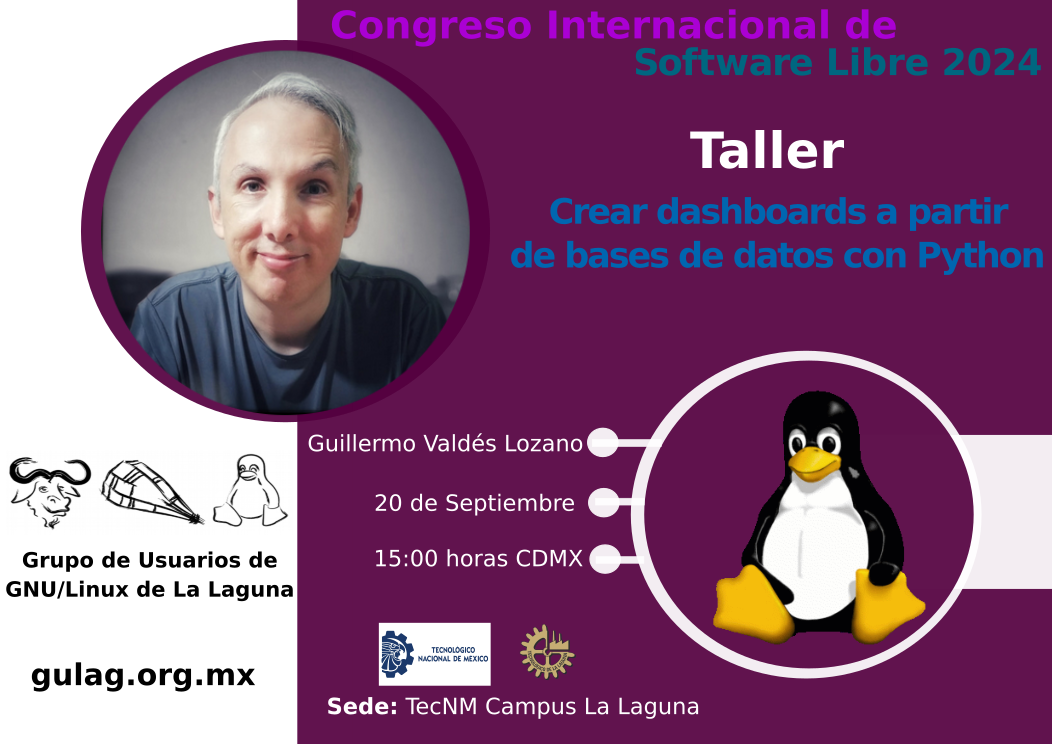 Congreso Internacional de
Software Libre 2024
Taller
Crear dashboards a partir
de bases de datos con Python
Guillermo Valdés Lozano
20 de Septiembre
15:00 horas CDMX
Grupo de Usuarios de
GNU/Linux de La Laguna
gulag.org.mx
TECNOLÓGICO
NACIONAL DE MÉXICO
Sede: TecNM Campus La Laguna